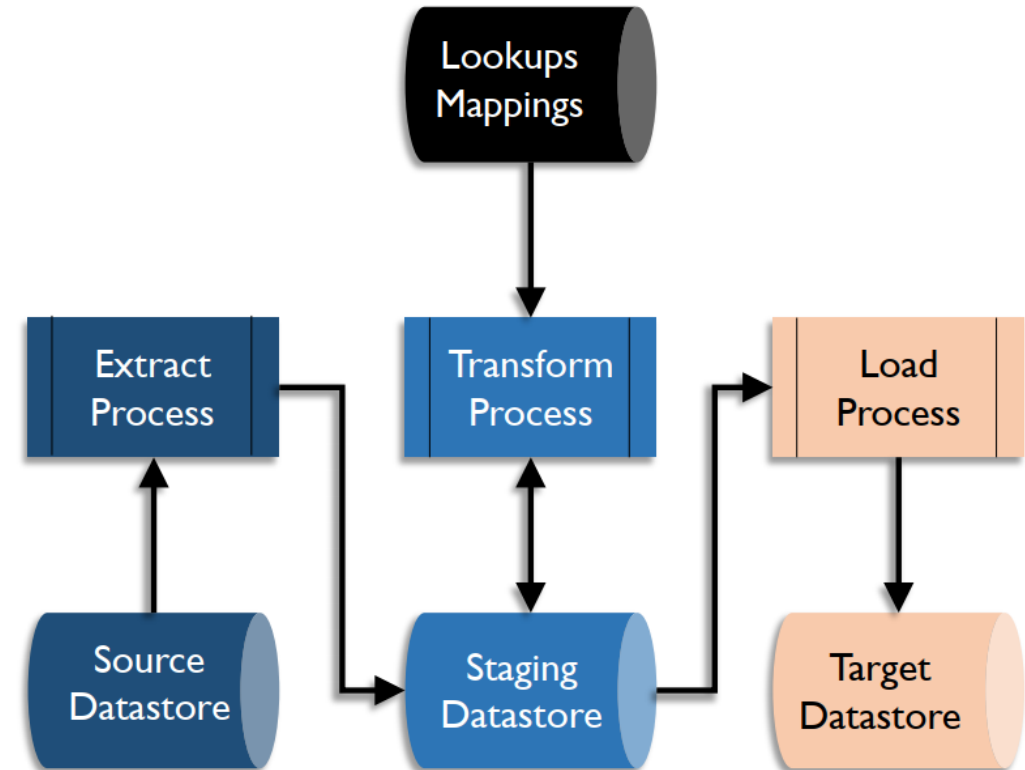 Lookups
Mappings
Extract
Process
Transform
Process
Load
Process
Source
Datastore
Staging
Datastore
Target
Datastore